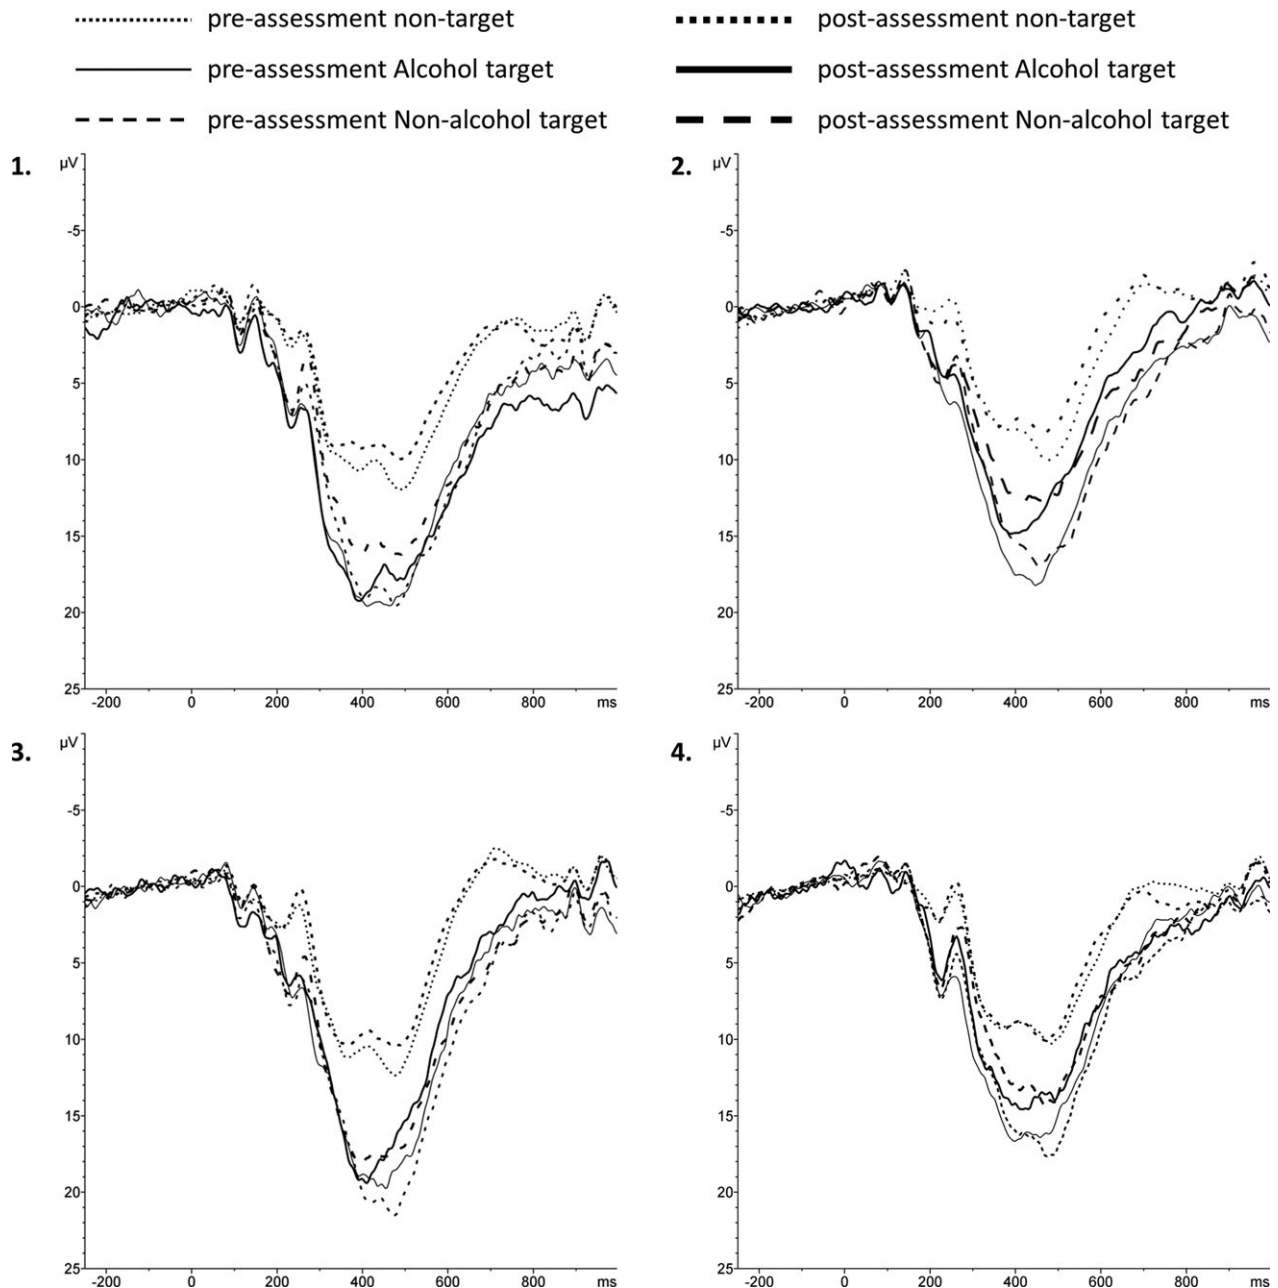 pre-assessment non-target
post-assessment non-target
pre-assessment Alcohol target
post-assessment Alcohol target
pre-assessment Non-alcohol target
post-assessment Non-alcohol target
1.
µV
-5
0
5
10
15
20
25
-200 0 200 400 600 800 ms
2.
µV
-5
0
5
10
15
20
25
-200 0 200 400 600 800 ms
3.
µV
-5
0
5
10
15
20
25
-200 0 200 400 600 800 ms
4.
µV
-5
0
5
10
15
20
25
-200 0 200 400 600 800 ms